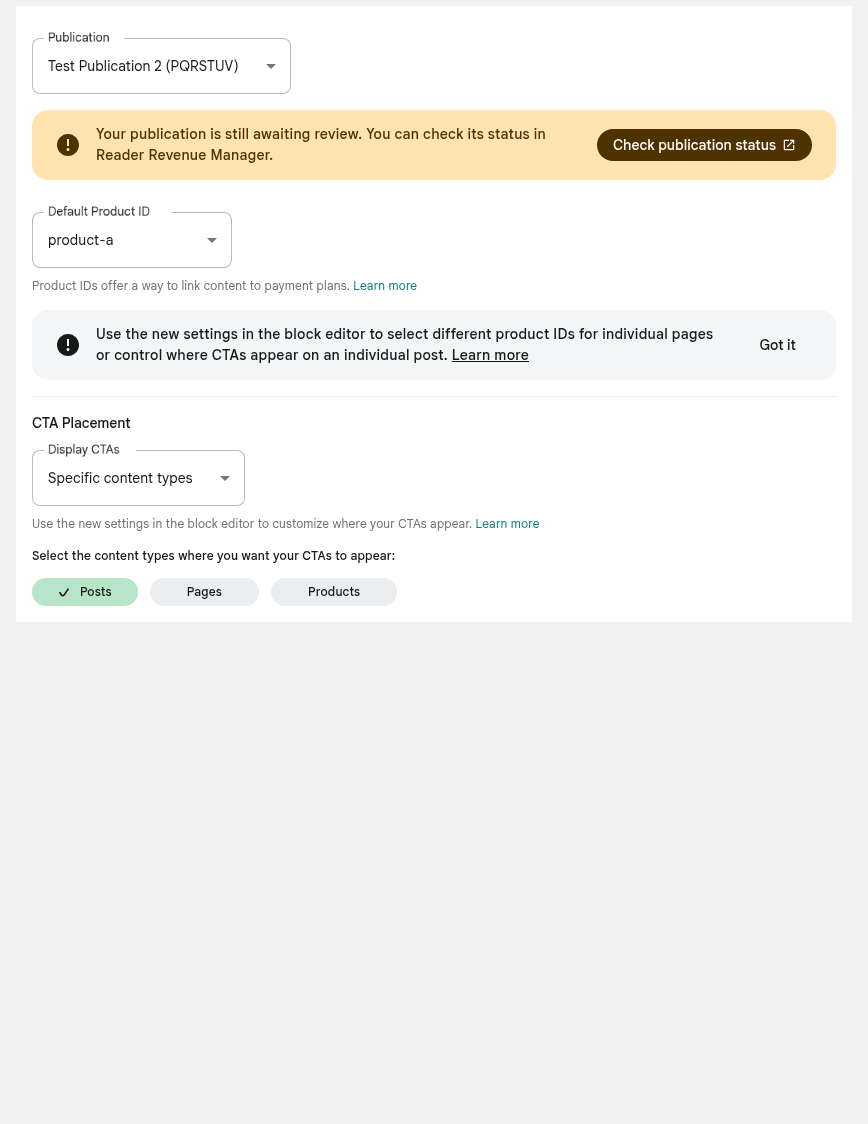 Publication
Test Publication 2 (PQRSTUV)
Your publication is still awaiting review. You can check its status in
Reader Revenue Manager.
Check publication status
Default Product ID
product-a
Product IDs offer a way to link content to payment plans. Learn more
Use the new settings in the block editor to select different product IDs for individual pages
or control where CTAs appear on an individual post. Learn more
Got it
CTA Placement
Display CTAs
Specific content types
Use the new settings in the block editor to customize where your CTAs appear. Learn more
Select the content types where you want your CTAs to appear:
Posts
Pages
Products